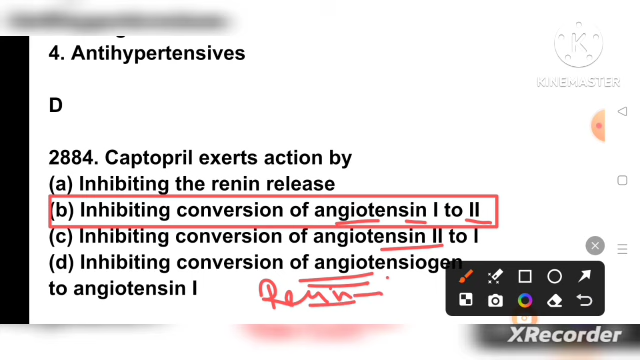 4. Antihypertensives
D
2884. Captopril exerts action by
(a) Inhibiting the renin release
(b) Inhibiting conversion of angiotensin I to II
(c) Inhibiting conversion of angiotensin II to I
(d) Inhibiting conversion of angiotensiogen
to angiotensin I
Renin
KINEMASTER
XRecorder